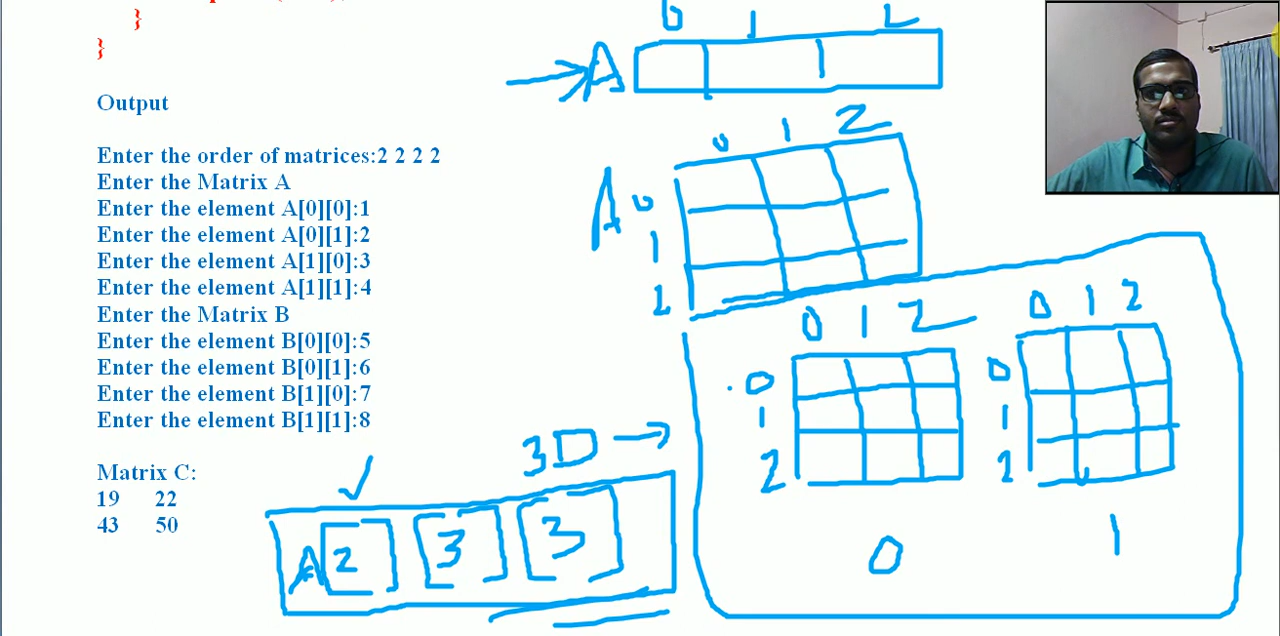 }
}
Output
Enter the order of matrices:2 2 2 2
Enter the Matrix A
Enter the element A[0][0]:1
Enter the element A[0][1]:2
Enter the element A[1][0]:3
Enter the element A[1][1]:4
Enter the Matrix B
Enter the element B[0][0]:5
Enter the element B[0][1]:6
Enter the element B[1][0]:7
Enter the element B[1][1]:8
Matrix C:
19 22
43 50
0 1 2
A
0 1 2
A 0
1
2
3D →
0 1 2
0
1
2
0
0 1 2
0
1
2
1
A[2] [3] [3]